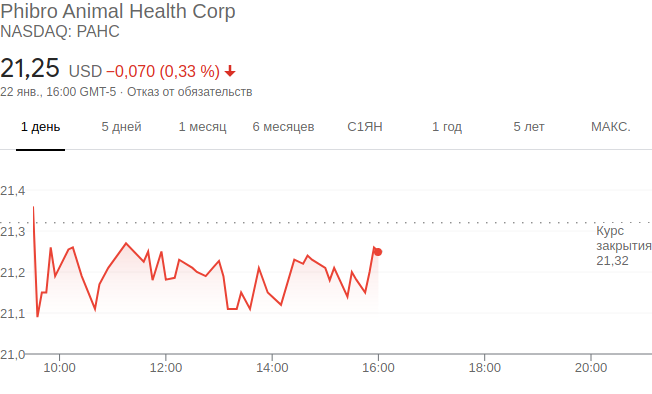 Phibro Animal Health Corp
NASDAQ: PAHC
21,25 USD −0,070 (0,33 %)
22 янв., 16:00 GMT-5 · Отказ от обязательств
1 день 5 дней 1 месяц 6 месяцев С1ЯН 1 год 5 лет МАКС.
21,4
21,3
21,2
21,1
21,0
Курс
закрытия
21,32
10:00 12:00 14:00 16:00 18:00 20:00